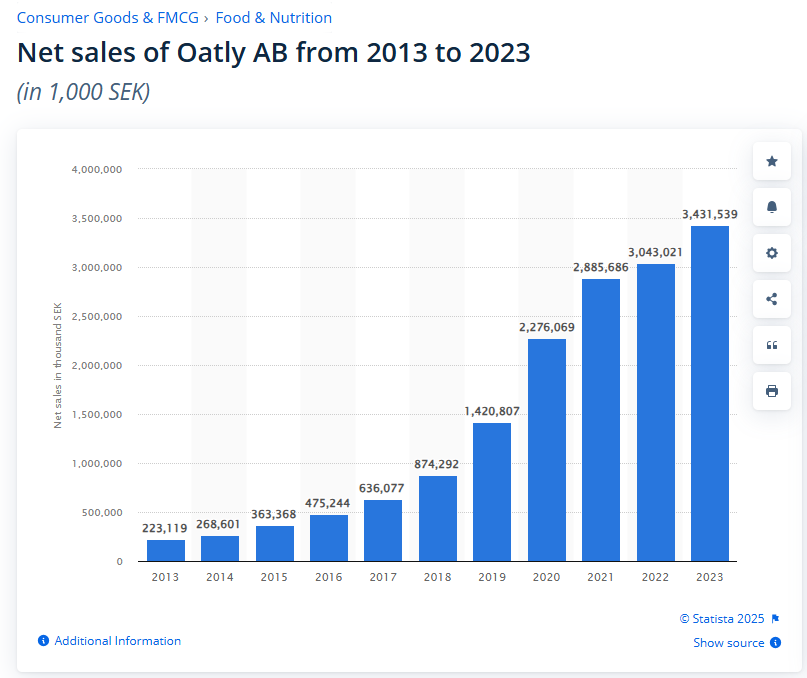 Consumer Goods & FMCG › Food & Nutrition
Net sales of Oatly AB from 2013 to 2023
(in 1,000 SEK)
Net sales in thousand SEK
4,000,000
3,500,000
3,000,000
2,500,000
2,000,000
1,500,000
1,000,000
500,000
0
223,119
268,601
363,368
475,244
636,077
874,292
1,420,807
2,276,069
2,885,686
3,043,021
3,431,539
2013 2014 2015 2016 2017 2018 2019 2020 2021 2022 2023
© Statista 2025
Additional Information
Show source